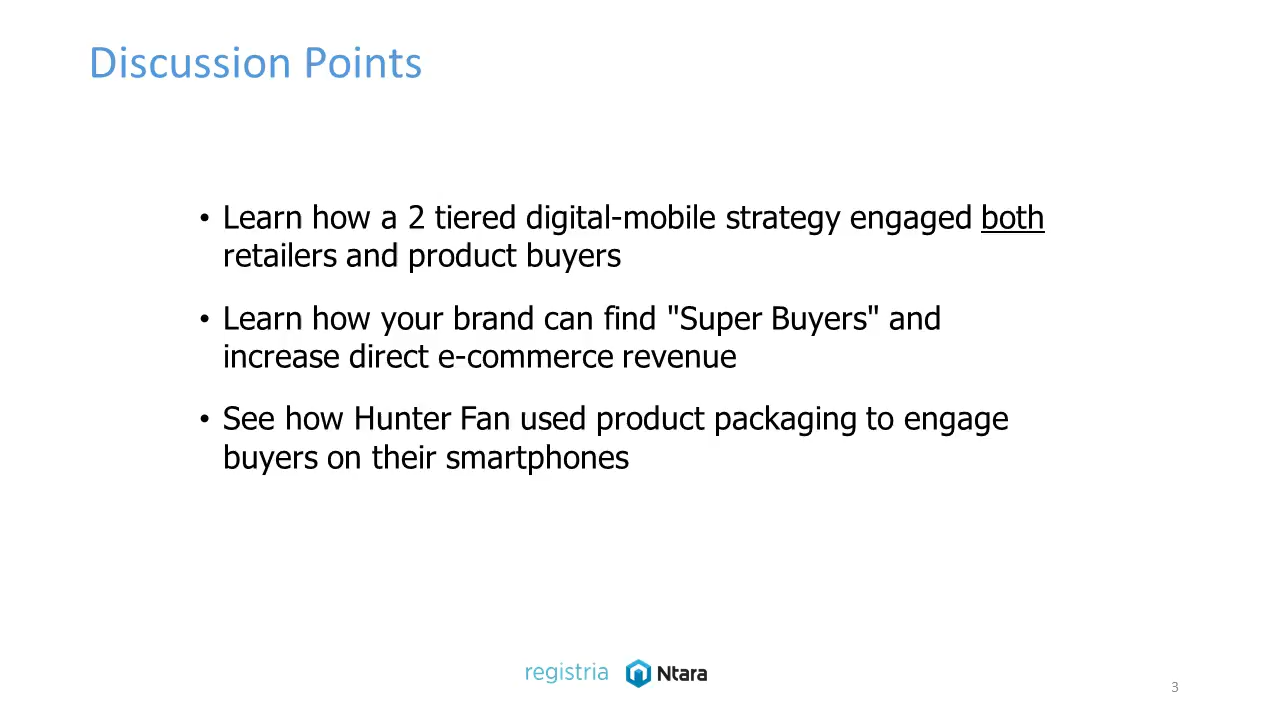 Discussion Points
• Learn how a 2 tiered digital-mobile strategy engaged both
retailers and product buyers
• Learn how your brand can find "Super Buyers" and
increase direct e-commerce revenue
• See how Hunter Fan used product packaging to engage
buyers on their smartphones
registria Ntara
3